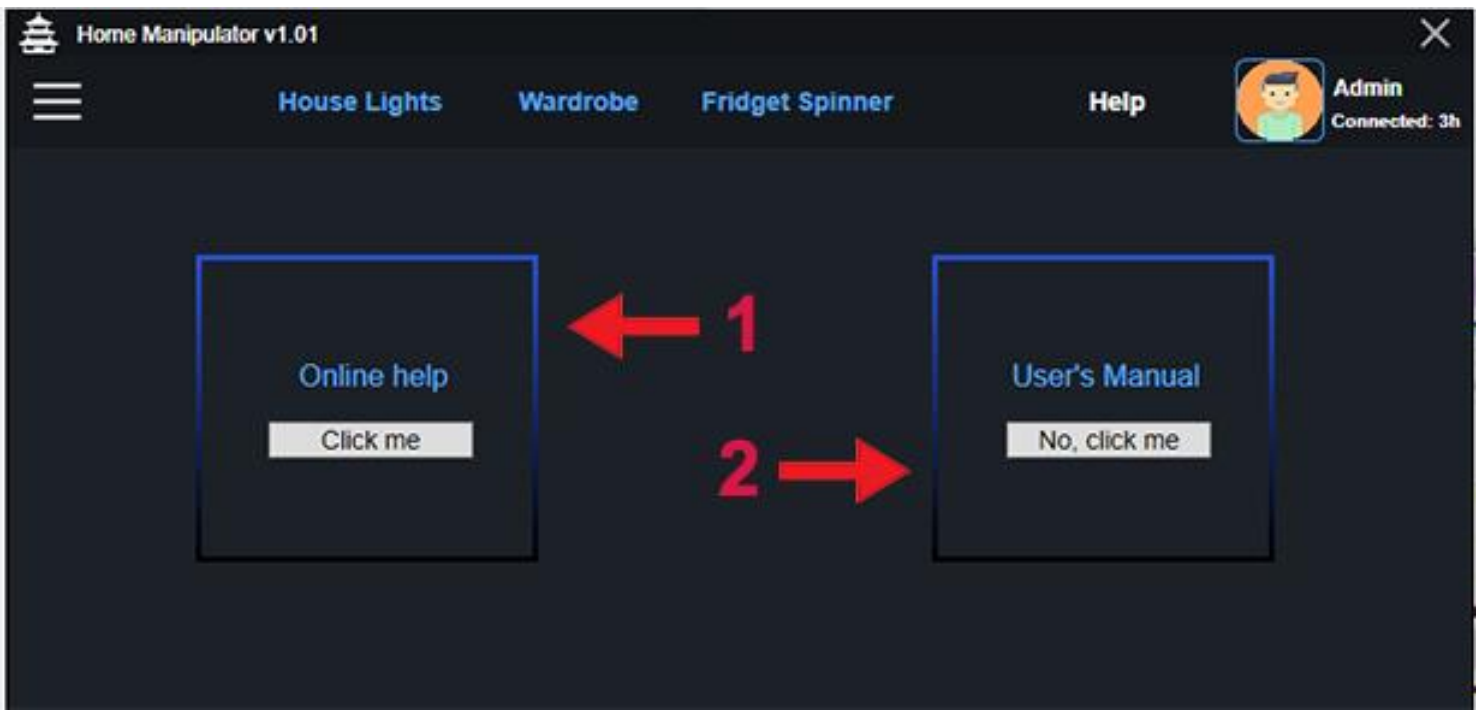 Home Manipulator v1.01
House Lights Wardrobe Fridget Spinner Help Admin
Connected: 3h
1
Online help User's Manual
Click me No, click me
2